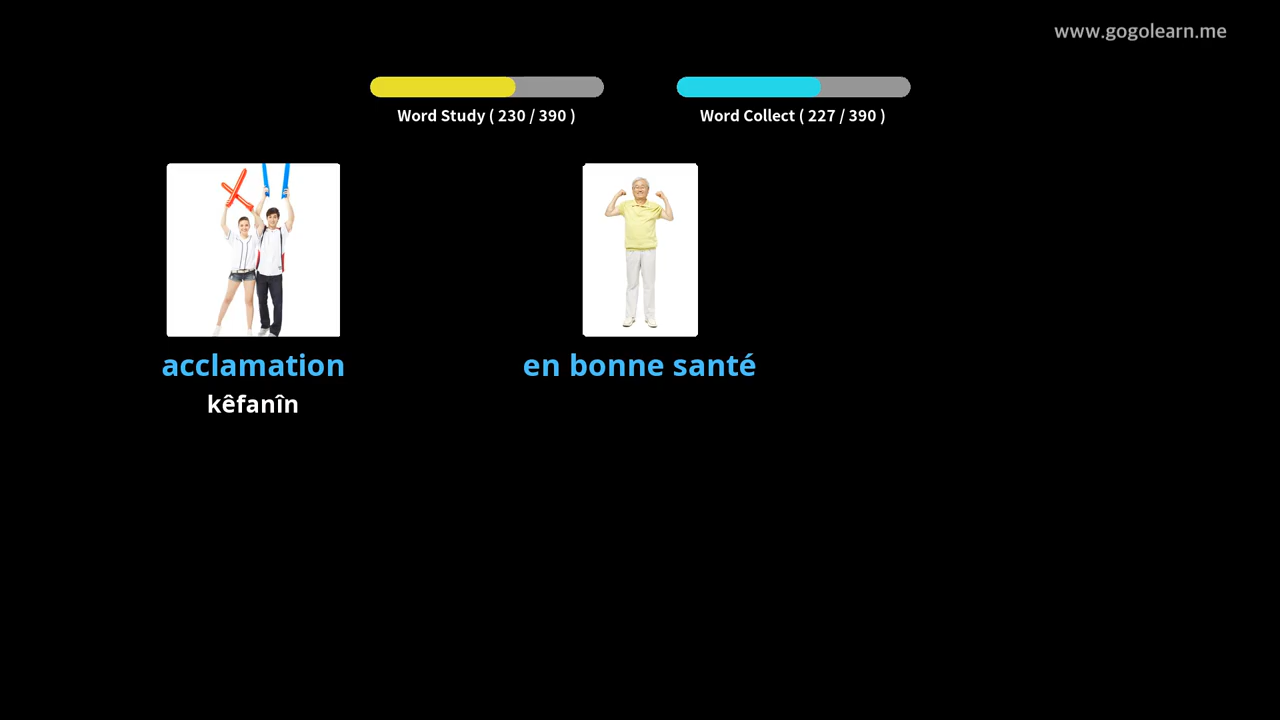 www.gogolearn.me
Word Study ( 230 / 390 )
Word Collect ( 227 / 390 )
acclamation
en bonne santé
kêfanîn